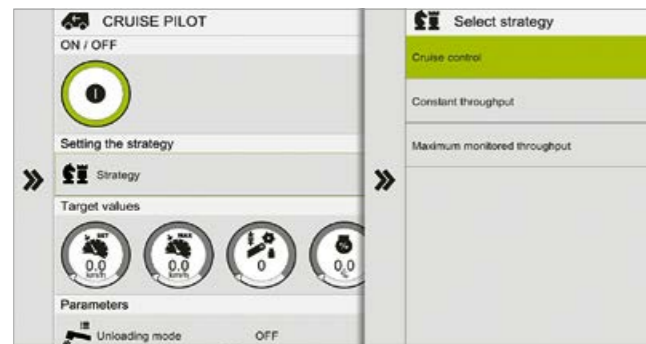 CRUISE PILOT
ON / OFF
Setting the strategy
Strategy
Target values
SET
0.0
km/h
MAX
0.0
km/h
0
%
0,0
%
Parameters
Unloading mode OFF
Select strategy
Cruise control
Constant throughput
Maximum monitored throughput